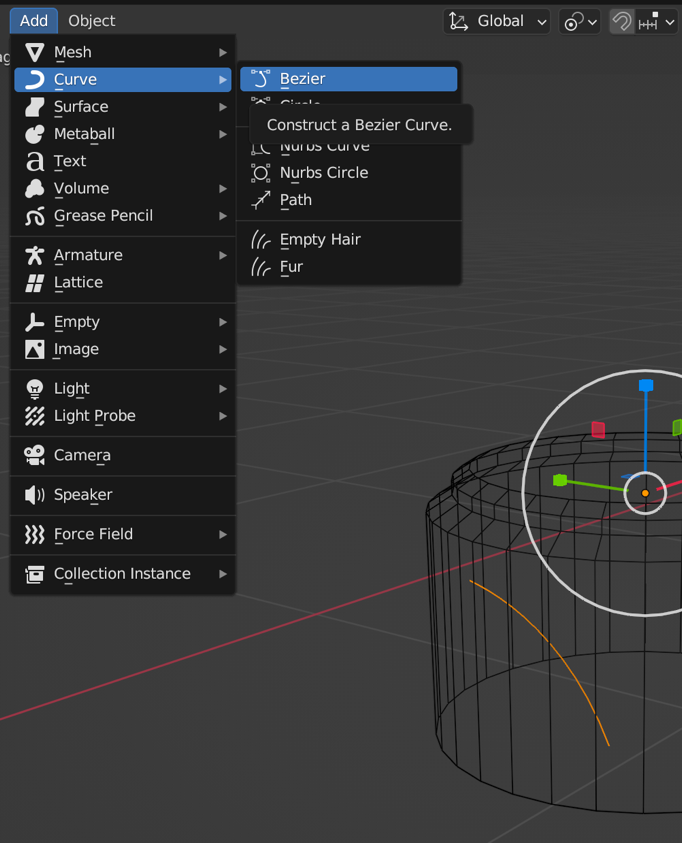 Add Object Global
Mesh
Curve
Surface
Metaball
Text
Volume
Grease Pencil
Armature
Lattice
Empty
Image
Light
Light Probe
Camera
Speaker
Force Field
Collection Instance
Bezier
Circle
Construct a Bezier Curve.
Nurbs Curve
Nurbs Circle
Path
Empty Hair
Fur